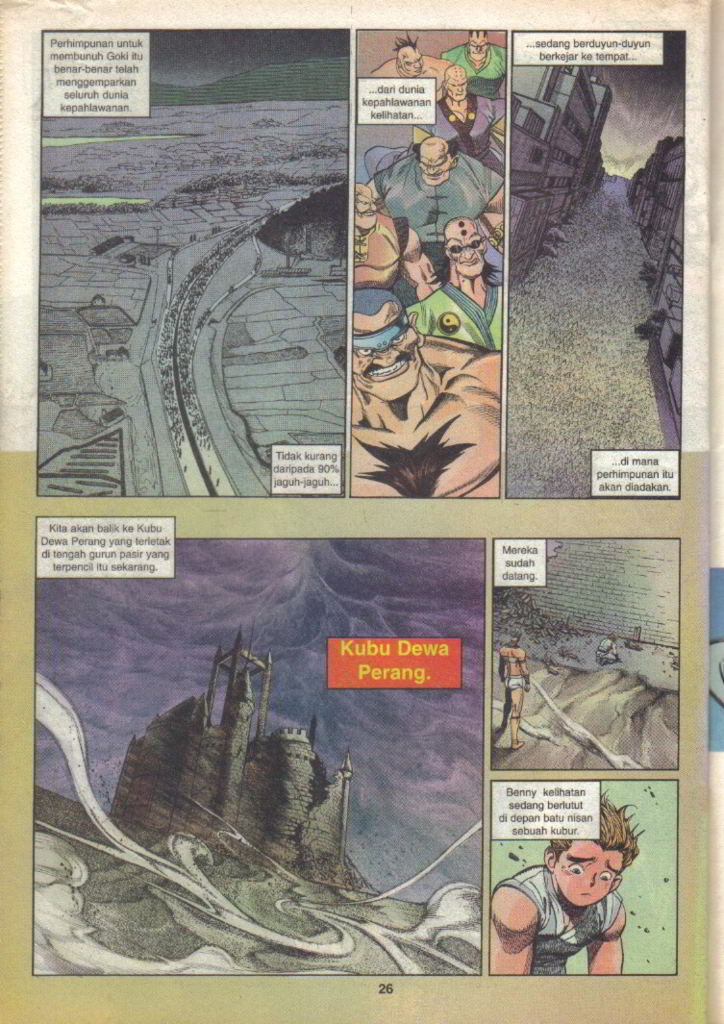 Perhimpunan untuk
membunuh Goki itu
benar-benar telah
menggemparkan
seluruh dunia
kepahlawanan.
Tidak kurang
daripada 90%
jaguh-jaguh...
...dari dunia
kepahlawanan
kelihatan...
...sedang berduyun-duyun
berkejar ke tempat...
...di mana
perhimpunan itu
akan diadakan.
Kita akan balik ke Kubu
Dewa Perang yang terletak
di tengah gurun pasir yang
terpencil itu sekarang.
Kubu Dewa
Perang.
Mereka
sudah
datang.
Benny kelihatan
sedang berlutut
di depan batu nisan
sebuah kubur.
26